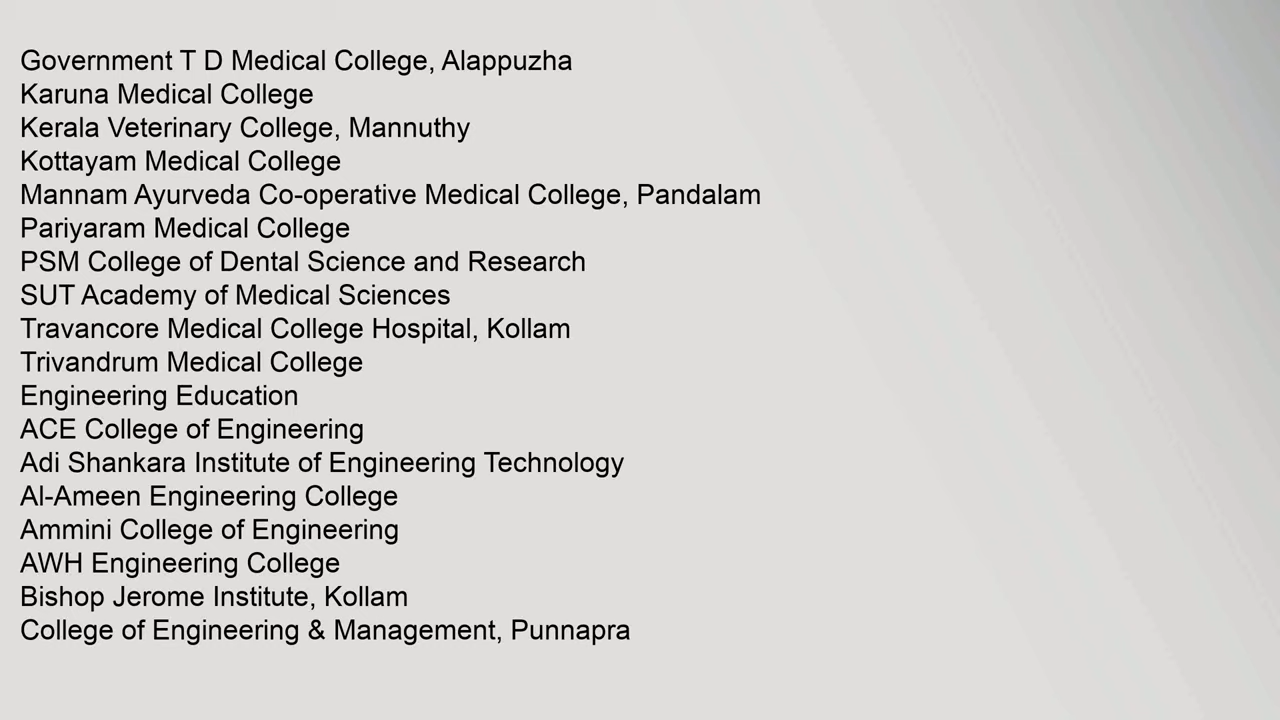 Government T D Medical College, Alappuzha
Karuna Medical College
Kerala Veterinary College, Mannuthy
Kottayam Medical College
Mannam Ayurveda Co-operative Medical College, Pandalam
Pariyaram Medical College
PSM College of Dental Science and Research
SUT Academy of Medical Sciences
Travancore Medical College Hospital, Kollam
Trivandrum Medical College
Engineering Education
ACE College of Engineering
Adi Shankara Institute of Engineering Technology
Al-Ameen Engineering College
Ammini College of Engineering
AWH Engineering College
Bishop Jerome Institute, Kollam
College of Engineering & Management, Punnapra